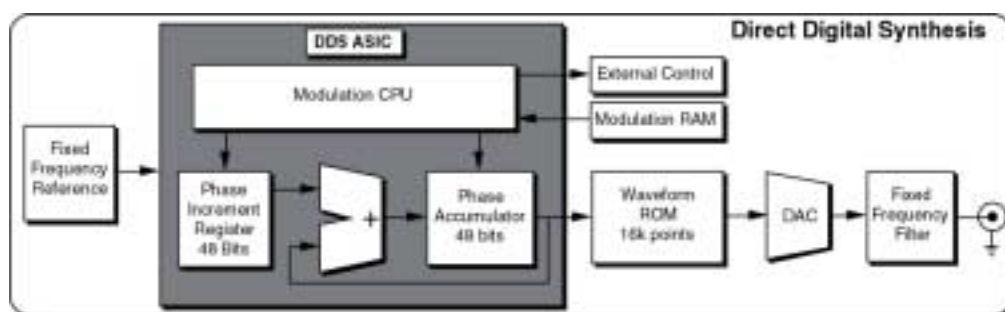 Direct Digital Synthesis
DDS ASIC
Modulation CPU
External Control
Modulation RAM
Fixed
Frequency
Reference
Phase
Increment
Register
48 Bits
+
Phase
Accumulator
48 bits
Waveform
ROM
16k points
DAC
Fixed
Frequency
Filter